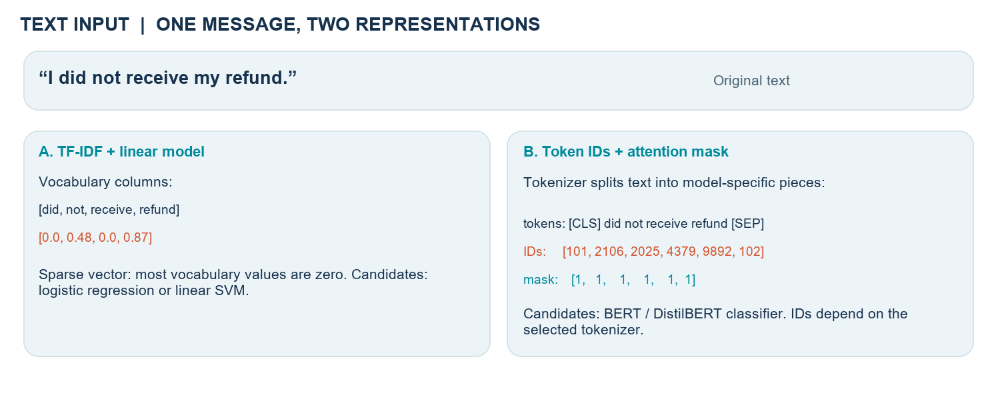 TEXT INPUT | ONE MESSAGE, TWO REPRESENTATIONS
“I did not receive my refund.”
Original text
A. TF-IDF + linear model
Vocabulary columns:
[did, not, receive, refund]
[0.0, 0.48, 0.0, 0.87]
Sparse vector: most vocabulary values are zero. Candidates:
logistic regression or linear SVM.
B. Token IDs + attention mask
Tokenizer splits text into model-specific pieces:
tokens: [CLS] did not receive refund [SEP]
IDs: [101, 2106, 2025, 4379, 9892, 102]
mask: [1, 1, 1, 1, 1, 1]
Candidates: BERT / DistilBERT classifier. IDs depend on the
selected tokenizer.